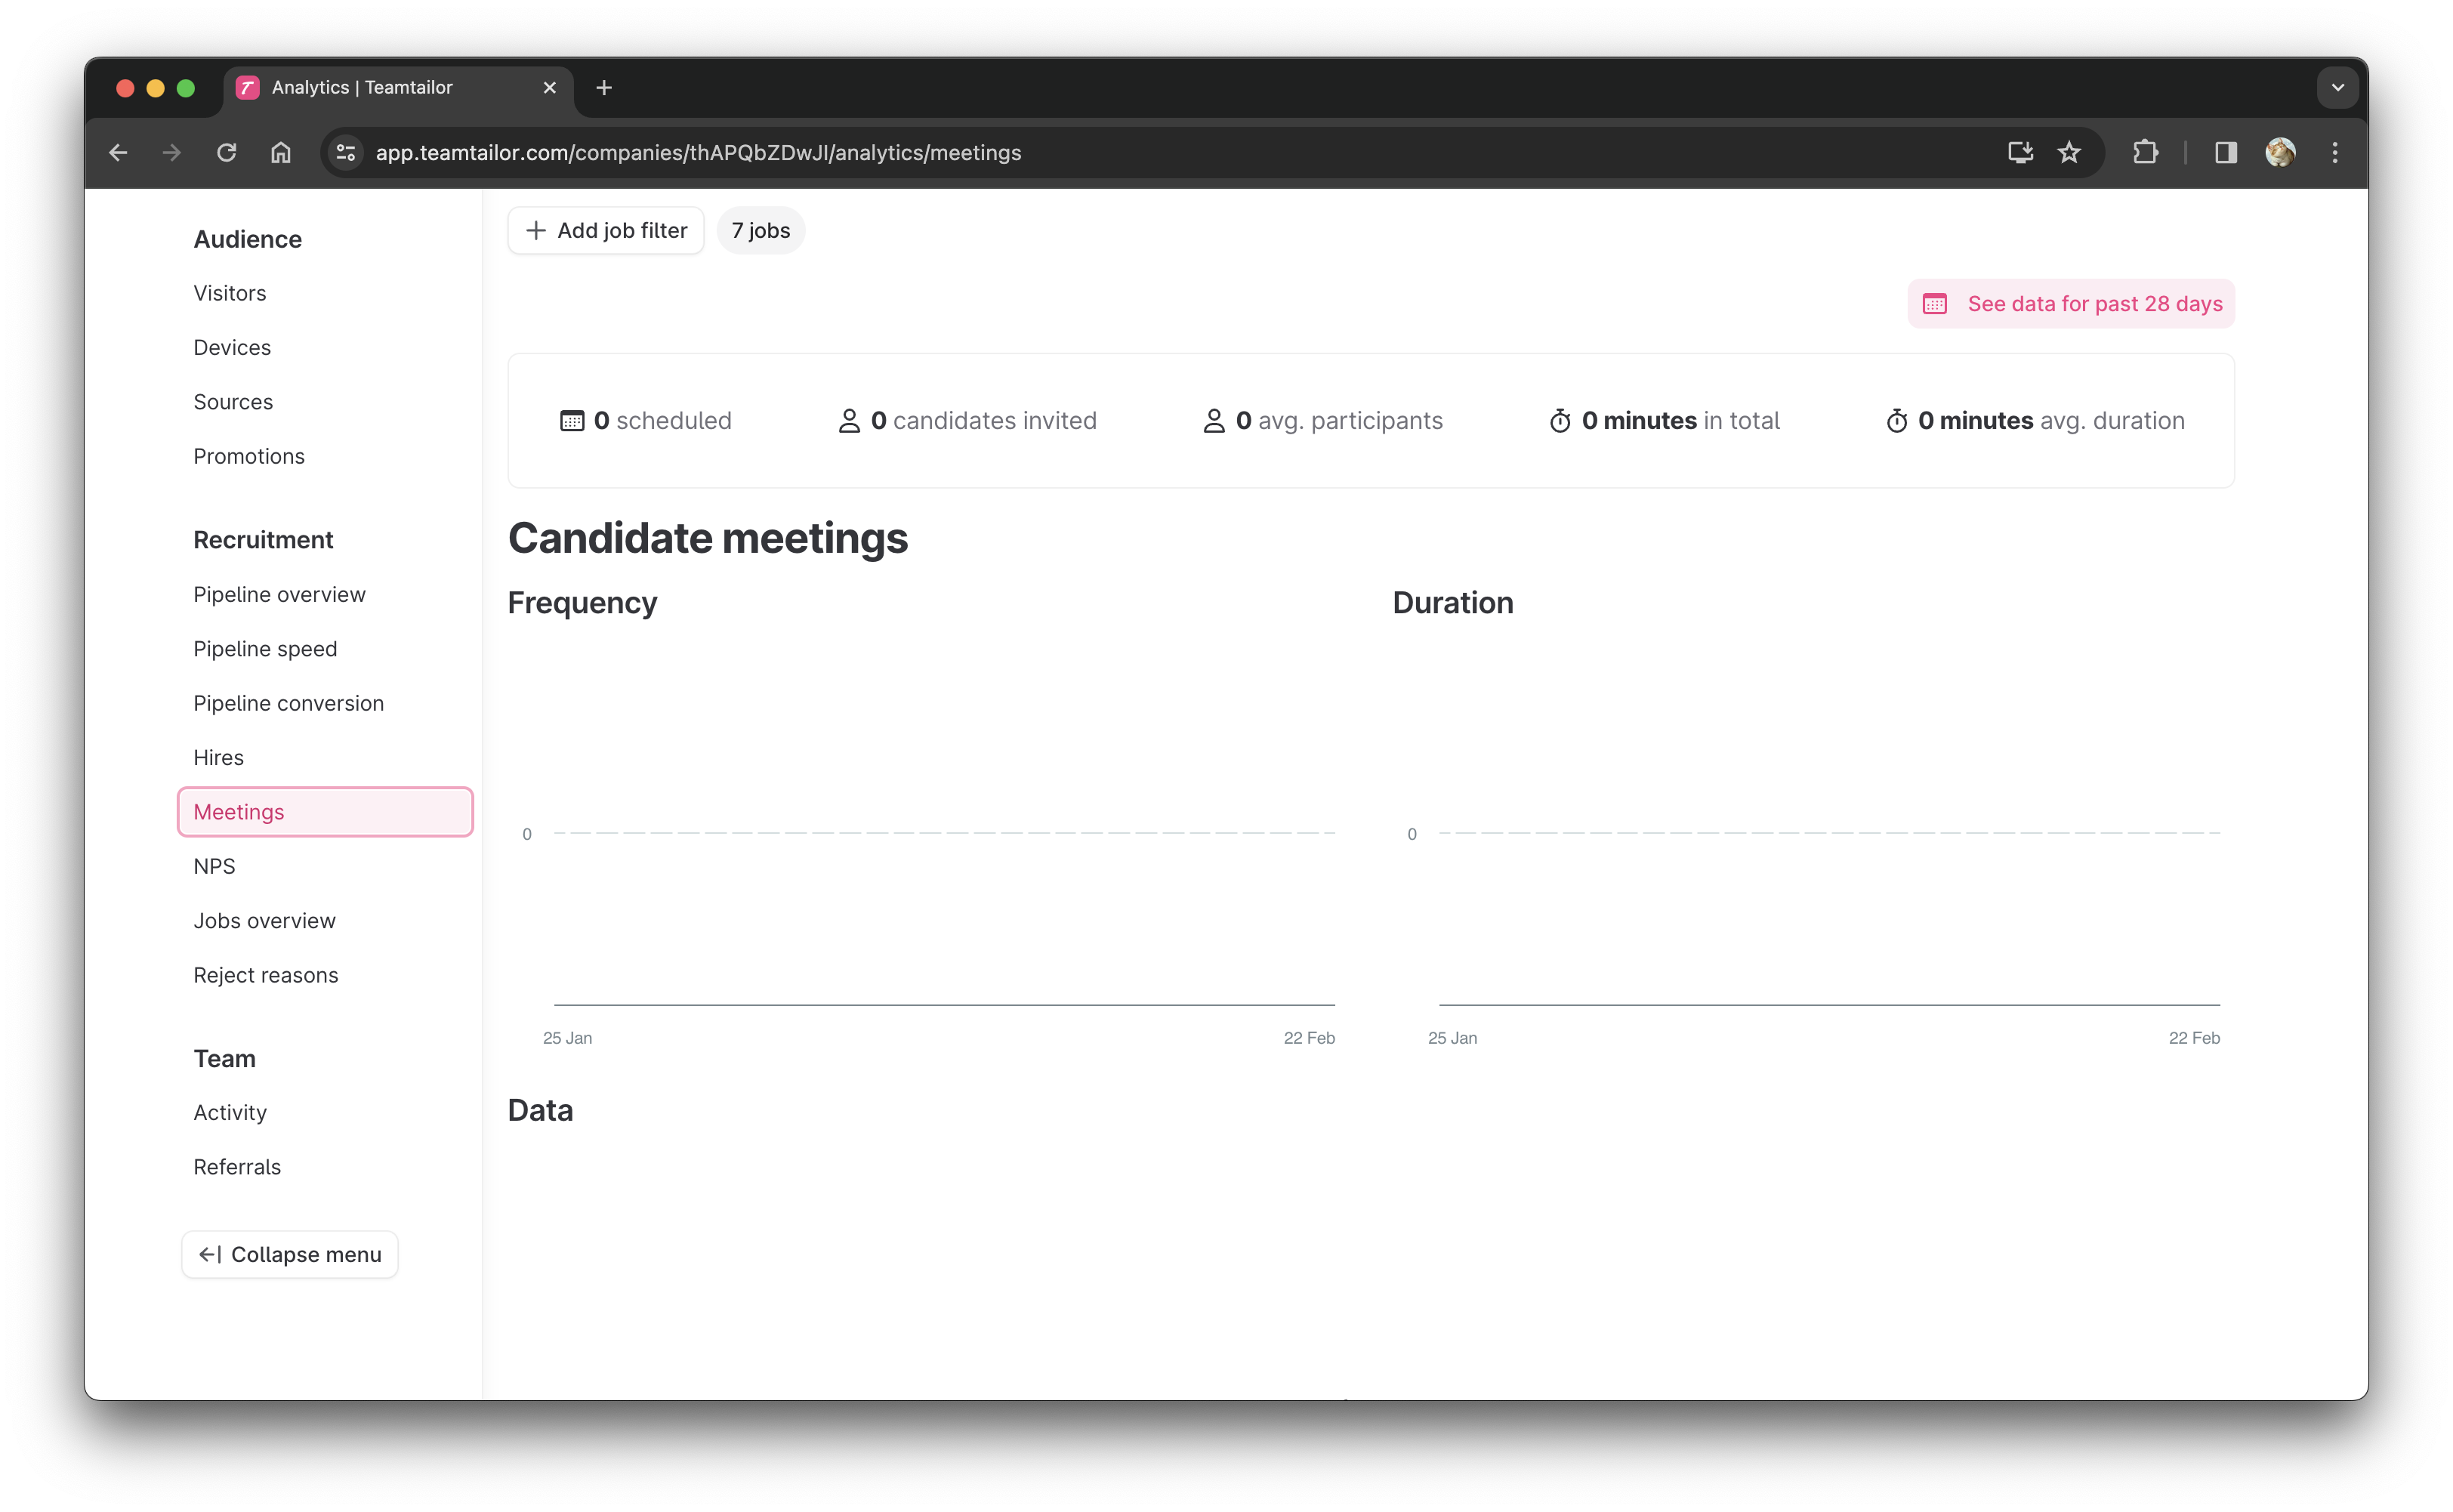 Analytics | Teamtailor
app.teamtailor.com/companies/thAPQbZDwJI/analytics/meetings
Audience
Visitors
Devices
Sources
Promotions
Recruitment
Pipeline overview
Pipeline speed
Pipeline conversion
Hires
Meetings
NPS
Jobs overview
Reject reasons
Team
Activity
Referrals
Collapse menu
Add job filter
7 jobs
See data for past 28 days
0 scheduled
0 candidates invited
0 avg. participants
0 minutes in total
0 minutes avg. duration
Candidate meetings
Frequency
0
25 Jan
22 Feb
Duration
0
25 Jan
22 Feb
Data